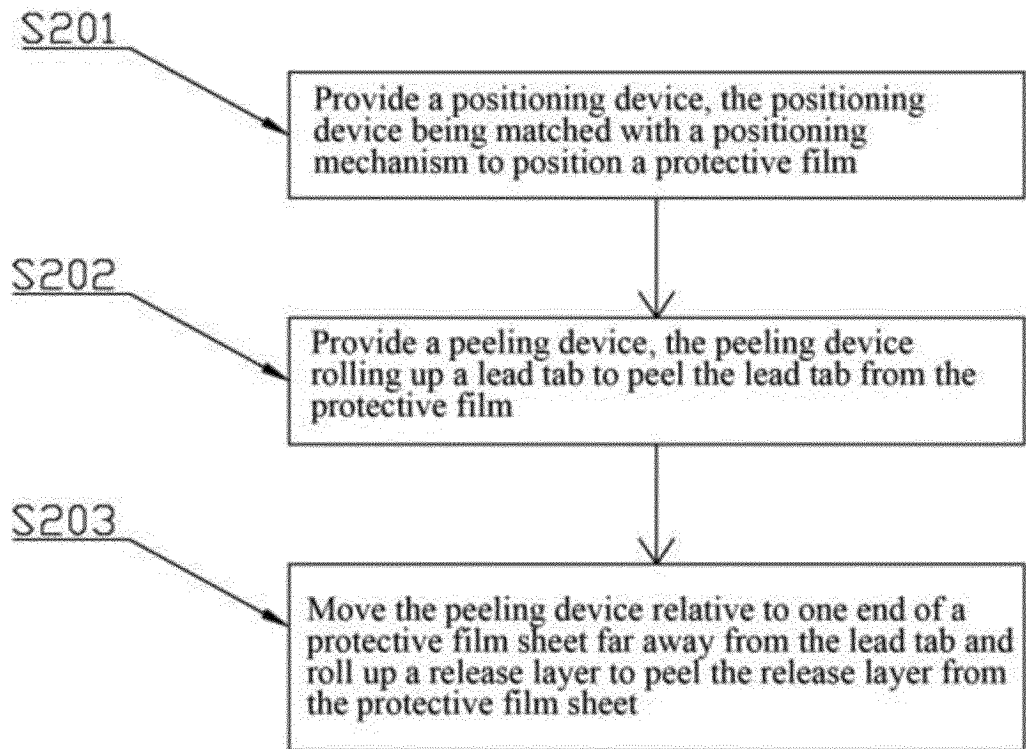 S201
Provide a positioning device, the positioning
device being matched with a positioning
mechanism to position a protective film
S202
Provide a peeling device, the peeling device
rolling up a lead tab to peel the lead tab from the
protective film
S203
Move the peeling device relative to one end of a
protective film sheet far away from the lead tab and
roll up a release layer to peel the release layer from
the protective film sheet